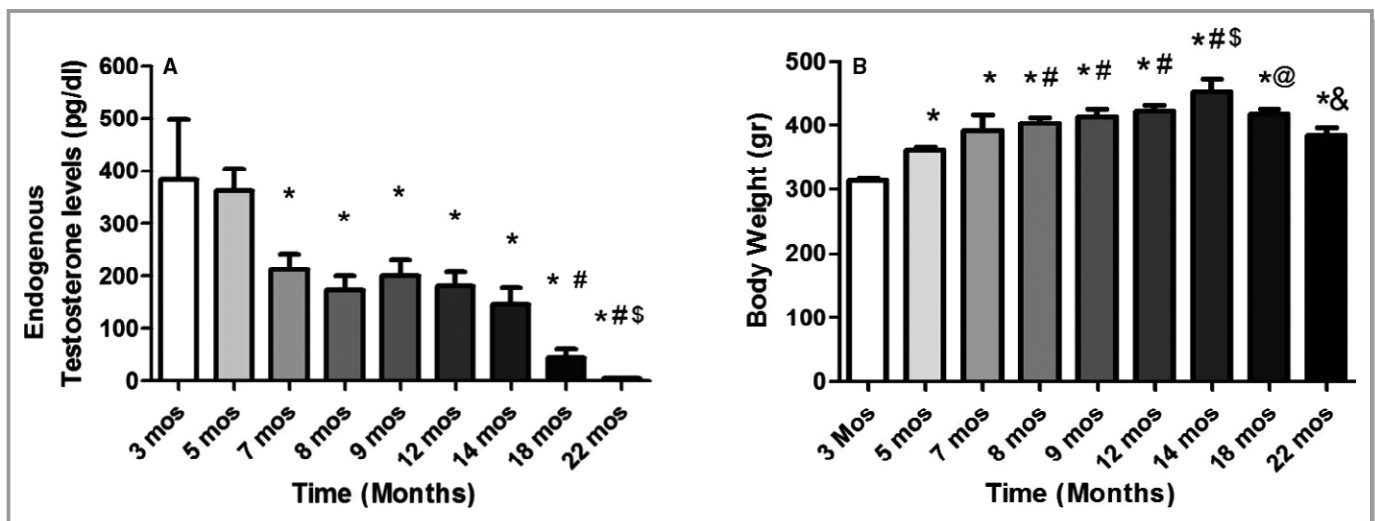 A
600
500
400
300
200
100
0
Endogenous
Testosterone levels (pg/dl)
*
*
*
*
*
* #
*#$
3 mos
5 mos
7 mos
8 mos
9 mos
12 mos
14 mos
18 mos
22 mos
Time (Months)
B
500
400
300
200
100
0
Body Weight (gr)
*
*
*#
*#
*#
*#$
*@
*&
3 Mos
5 mos
7 mos
8 mos
9 mos
12 mos
14 mos
18 mos
22 mos
Time (Months)